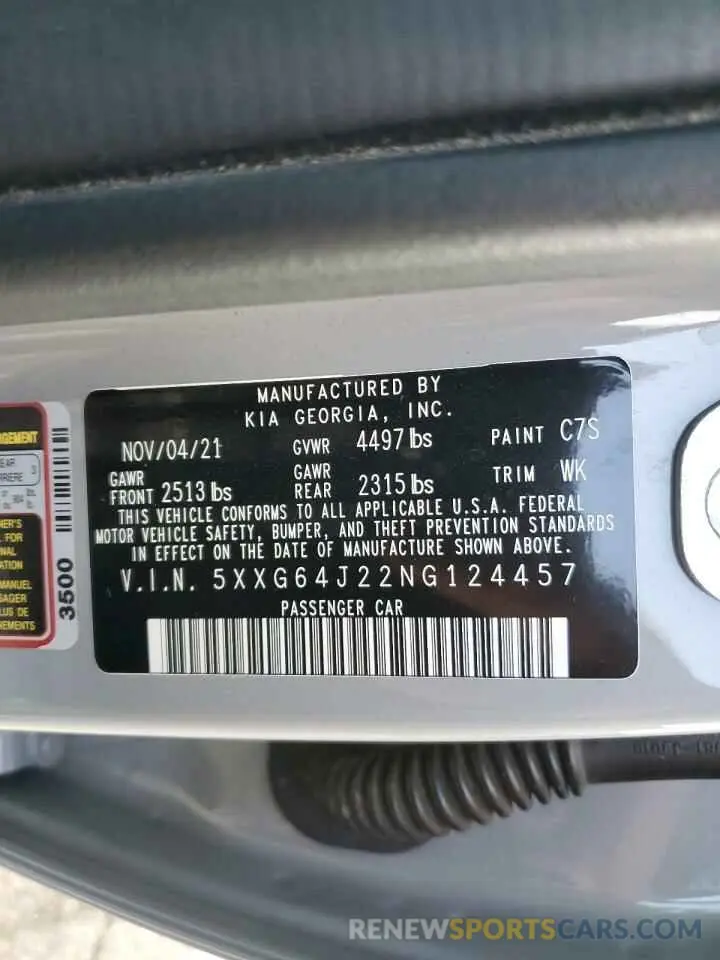 MANUFACTURED BY
KIA GEORGIA, INC.
NOV/04/21 GVWR 4497 lbs PAINT C7S
GAWR FRONT 2513 lbs GAWR REAR 2315 lbs TRIM WK
THIS VEHICLE CONFORMS TO ALL APPLICABLE U.S.A. FEDERAL
MOTOR VEHICLE SAFETY, BUMPER, AND THEFT PREVENTION STANDARDS
IN EFFECT ON THE DATE OF MANUFACTURE SHOWN ABOVE.
V.I.N. 5XXG64J22NG124457
PASSENGER CAR
3500
RENEWSPORTSCARS.COM